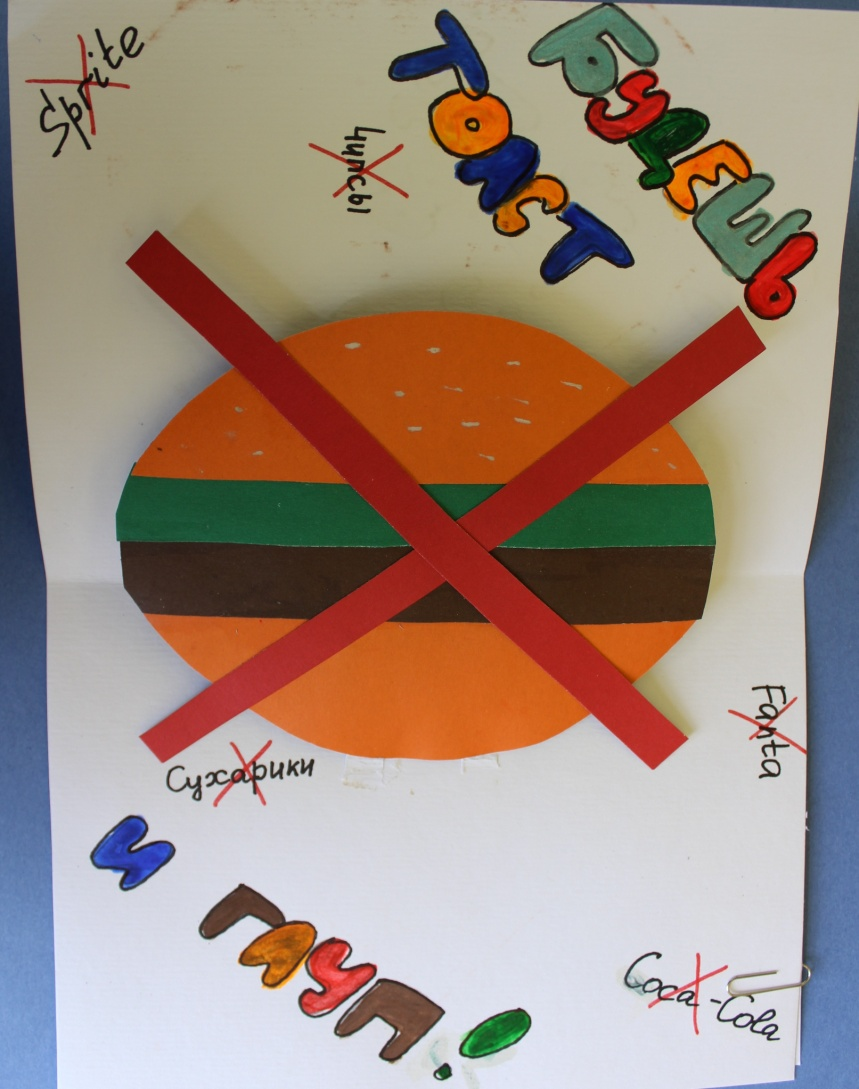 Будешь
толст
Sprite
Чипсы
Fanta
Сухарики
и
глуп!
Coca-Cola